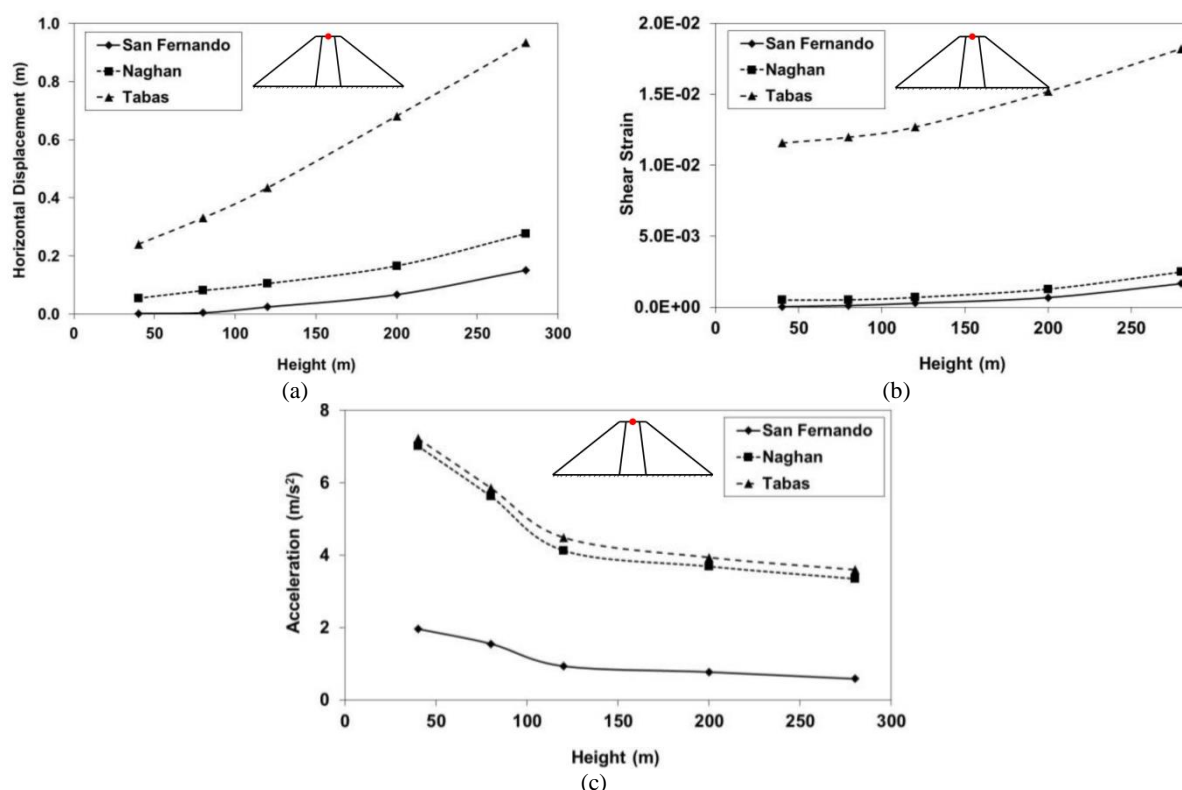 1.0
0.8
0.6
0.4
0.2
0.0
Horizontal Displacement (m)
San Fernando
Naghan
Tabas
0 50 100 150 200 250 300
Height (m)
(a)
2.0E-02
1.5E-02
1.0E-02
5.0E-03
0.0E+00
Shear Strain
San Fernando
Naghan
Tabas
0 50 100 150 200 250
Height (m)
(b)
8
6
4
2
0
Acceleration (m/s²)
San Fernando
Naghan
Tabas
0 50 100 150 200 250 300
Height (m)
(c)